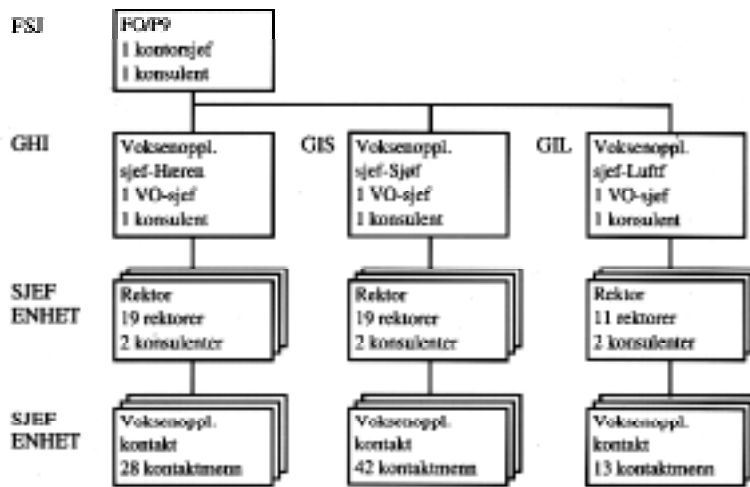 FSJ
FO/P9
1 kontorsjef
1 konsulent
GHI
Voksenoppl.
sjef-Hæren
1 VO-sjef
1 konsulent
GIS
Voksenoppl.
sjef-Sjøf
1 VO-sjef
1 konsulent
GIL
Voksenoppl.
sjef-Luftf
1 VO-sjef
1 konsulent
SJEF
ENHET
Rektor
19 rektorer
2 konsulenter
Rektor
19 rektorer
2 konsulenter
Rektor
11 rektorer
2 konsulenter
SJEF
ENHET
Voksenoppl.
kontakt
28 kontaktmenn
Voksenoppl.
kontakt
42 kontaktmenn
Voksenoppl.
kontakt
13 kontaktmenn